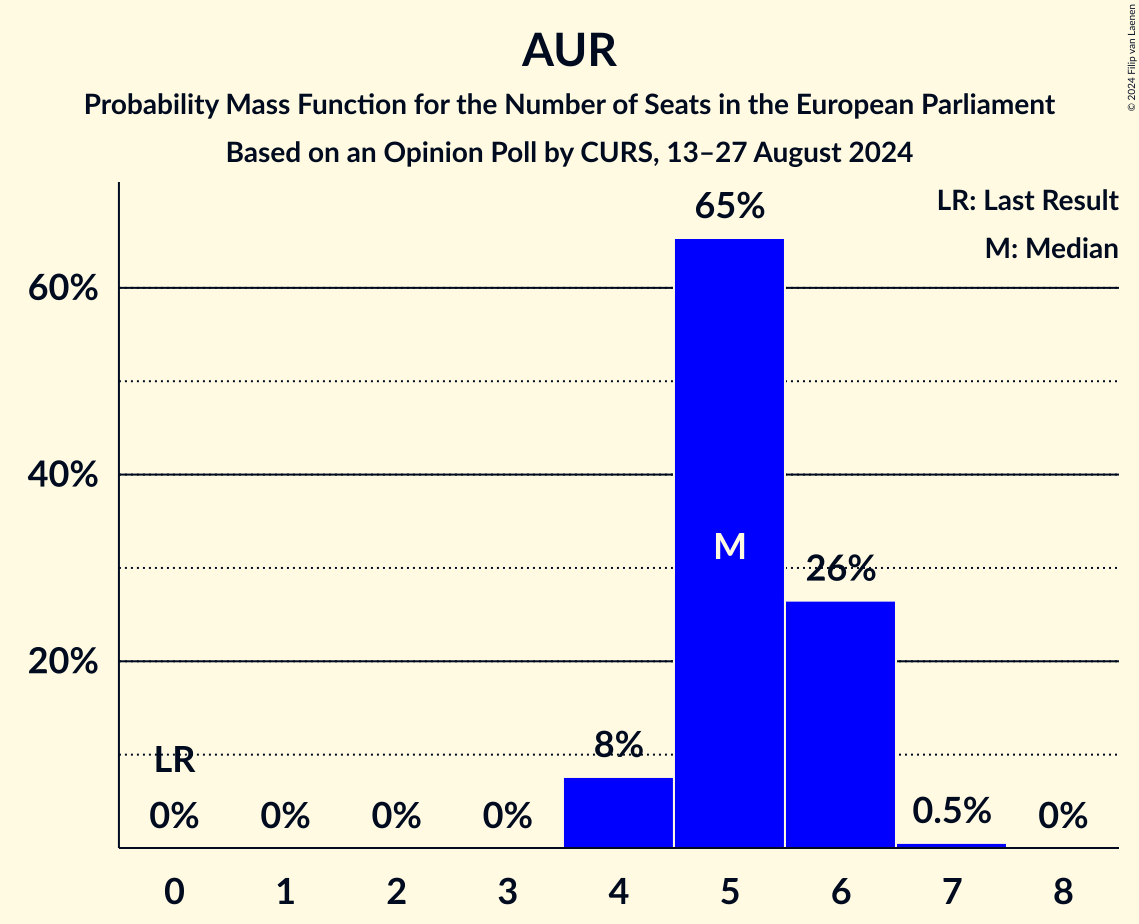 AUR
Probability Mass Function for the Number of Seats in the European Parliament
Based on an Opinion Poll by CURS, 13–27 August 2024
© 2024 Filip van Laenen
LR: Last Result
M: Median
60%
40%
20%
65%
M
26%
8%
LR
0%
0%
0%
0%
0.5%
0%
0 1 2 3 4 5 6 7 8